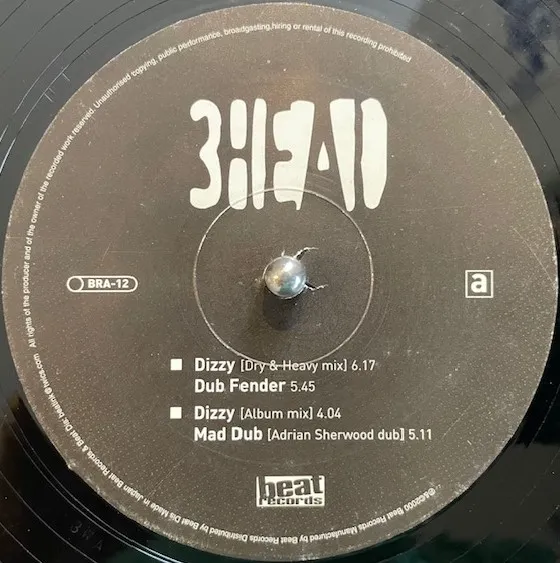 All rights of the producer and of the owner of the recorded work reserved. Unauthorised copying, public performance, broadcasting,hiring or rental of this recording prohibited
3HEAD
BRA-12
a
Dizzy [Dry & Heavy mix] 6.17
Dub Fender 5.45
Dizzy [Album mix] 4.04
Mad Dub [Adrian Sherwood dub] 5.11
beat
records
℗&©2000 Beat Records Manufactured by Beat Records Distributed by Beat Records & Beat Dis Made in Japan